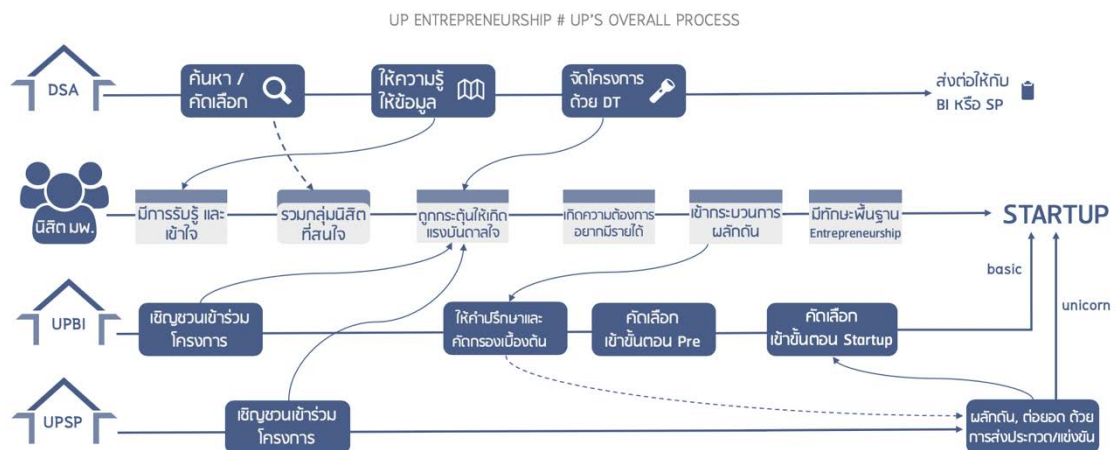 UP ENTREPRENEURSHIP # UP'S OVERALL PROCESS
DSA
ค้นหา /
คัดเลือก
ให้ความรู้
ให้ข้อมูล
จัดโครงการ
ด้วย DT
ส่งต่อให้กับ
BI หรือ SP
นิสิต มพ.
มีการรับรู้ และ
เข้าใจ
รวมกลุ่มนิสิต
ที่สนใจ
ถูกกระตุ้นให้เกิด
แรงบันดาลใจ
เกิดความต้องการ
อยากมีรายได้
เข้ากระบวนการ
ผลักดัน
มีทักษะพื้นฐาน
Entrepreneurship
STARTUP
basic
unicorn
UPBI
เชิญชวนเข้าร่วม
โครงการ
ให้คำปรึกษาและ
คัดกรองเบื้องต้น
คัดเลือก
เข้าขั้นตอน Pre
คัดเลือก
เข้าขั้นตอน Startup
UPSP
เชิญชวนเข้าร่วม
โครงการ
ผลักดัน, ต่อยอด ด้วย
การส่งประกวด/แข่งขัน